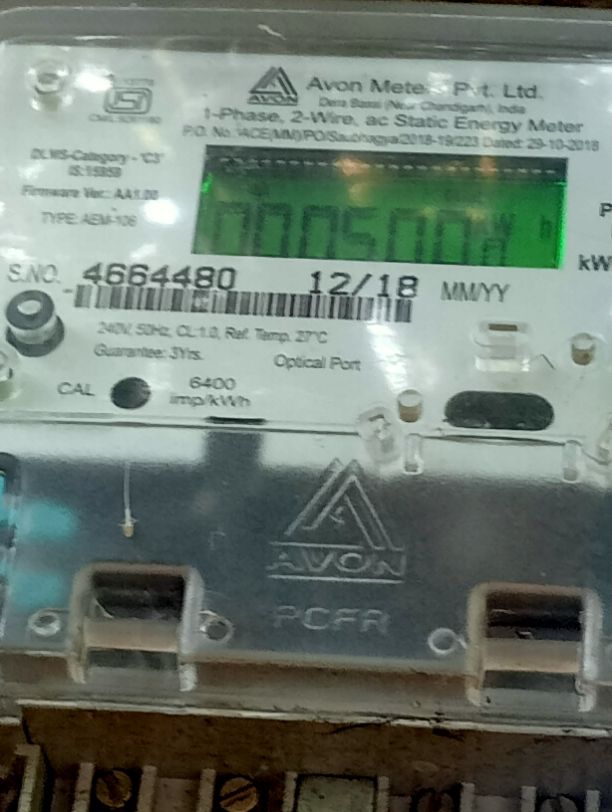 AVON
Avon Meters Pvt. Ltd.
Dera Bassi (Near Chandigarh), India
1-Phase, 2-Wire, ac Static Energy Meter
P.O. No.:ACE(MM)/PO/Saubhagya/2018-19/223 Dated: 29-10-2018
DLMS-Category - "C3"
IS:15959
Firmware Ver.: AA1.00
TYPE: AEM-106
kW
S.NO. 4664480 12/18 MM/YY
240V, 50Hz, CL:1.0, Ref. Temp. 27°C
Guarantee: 3Yrs.
Optical Port
CAL
6400
imp/kWh
AVON
PCFR